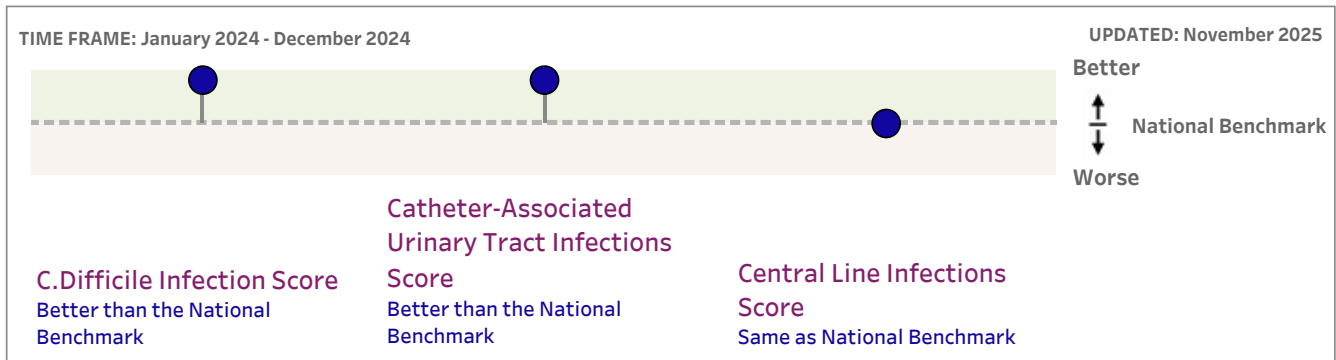 TIME FRAME: January 2024 - December 2024
UPDATED: November 2025
Better
National Benchmark
Worse
C.Difficile Infection Score
Better than the National
Benchmark
Catheter-Associated
Urinary Tract Infections
Score
Better than the National
Benchmark
Central Line Infections
Score
Same as National Benchmark